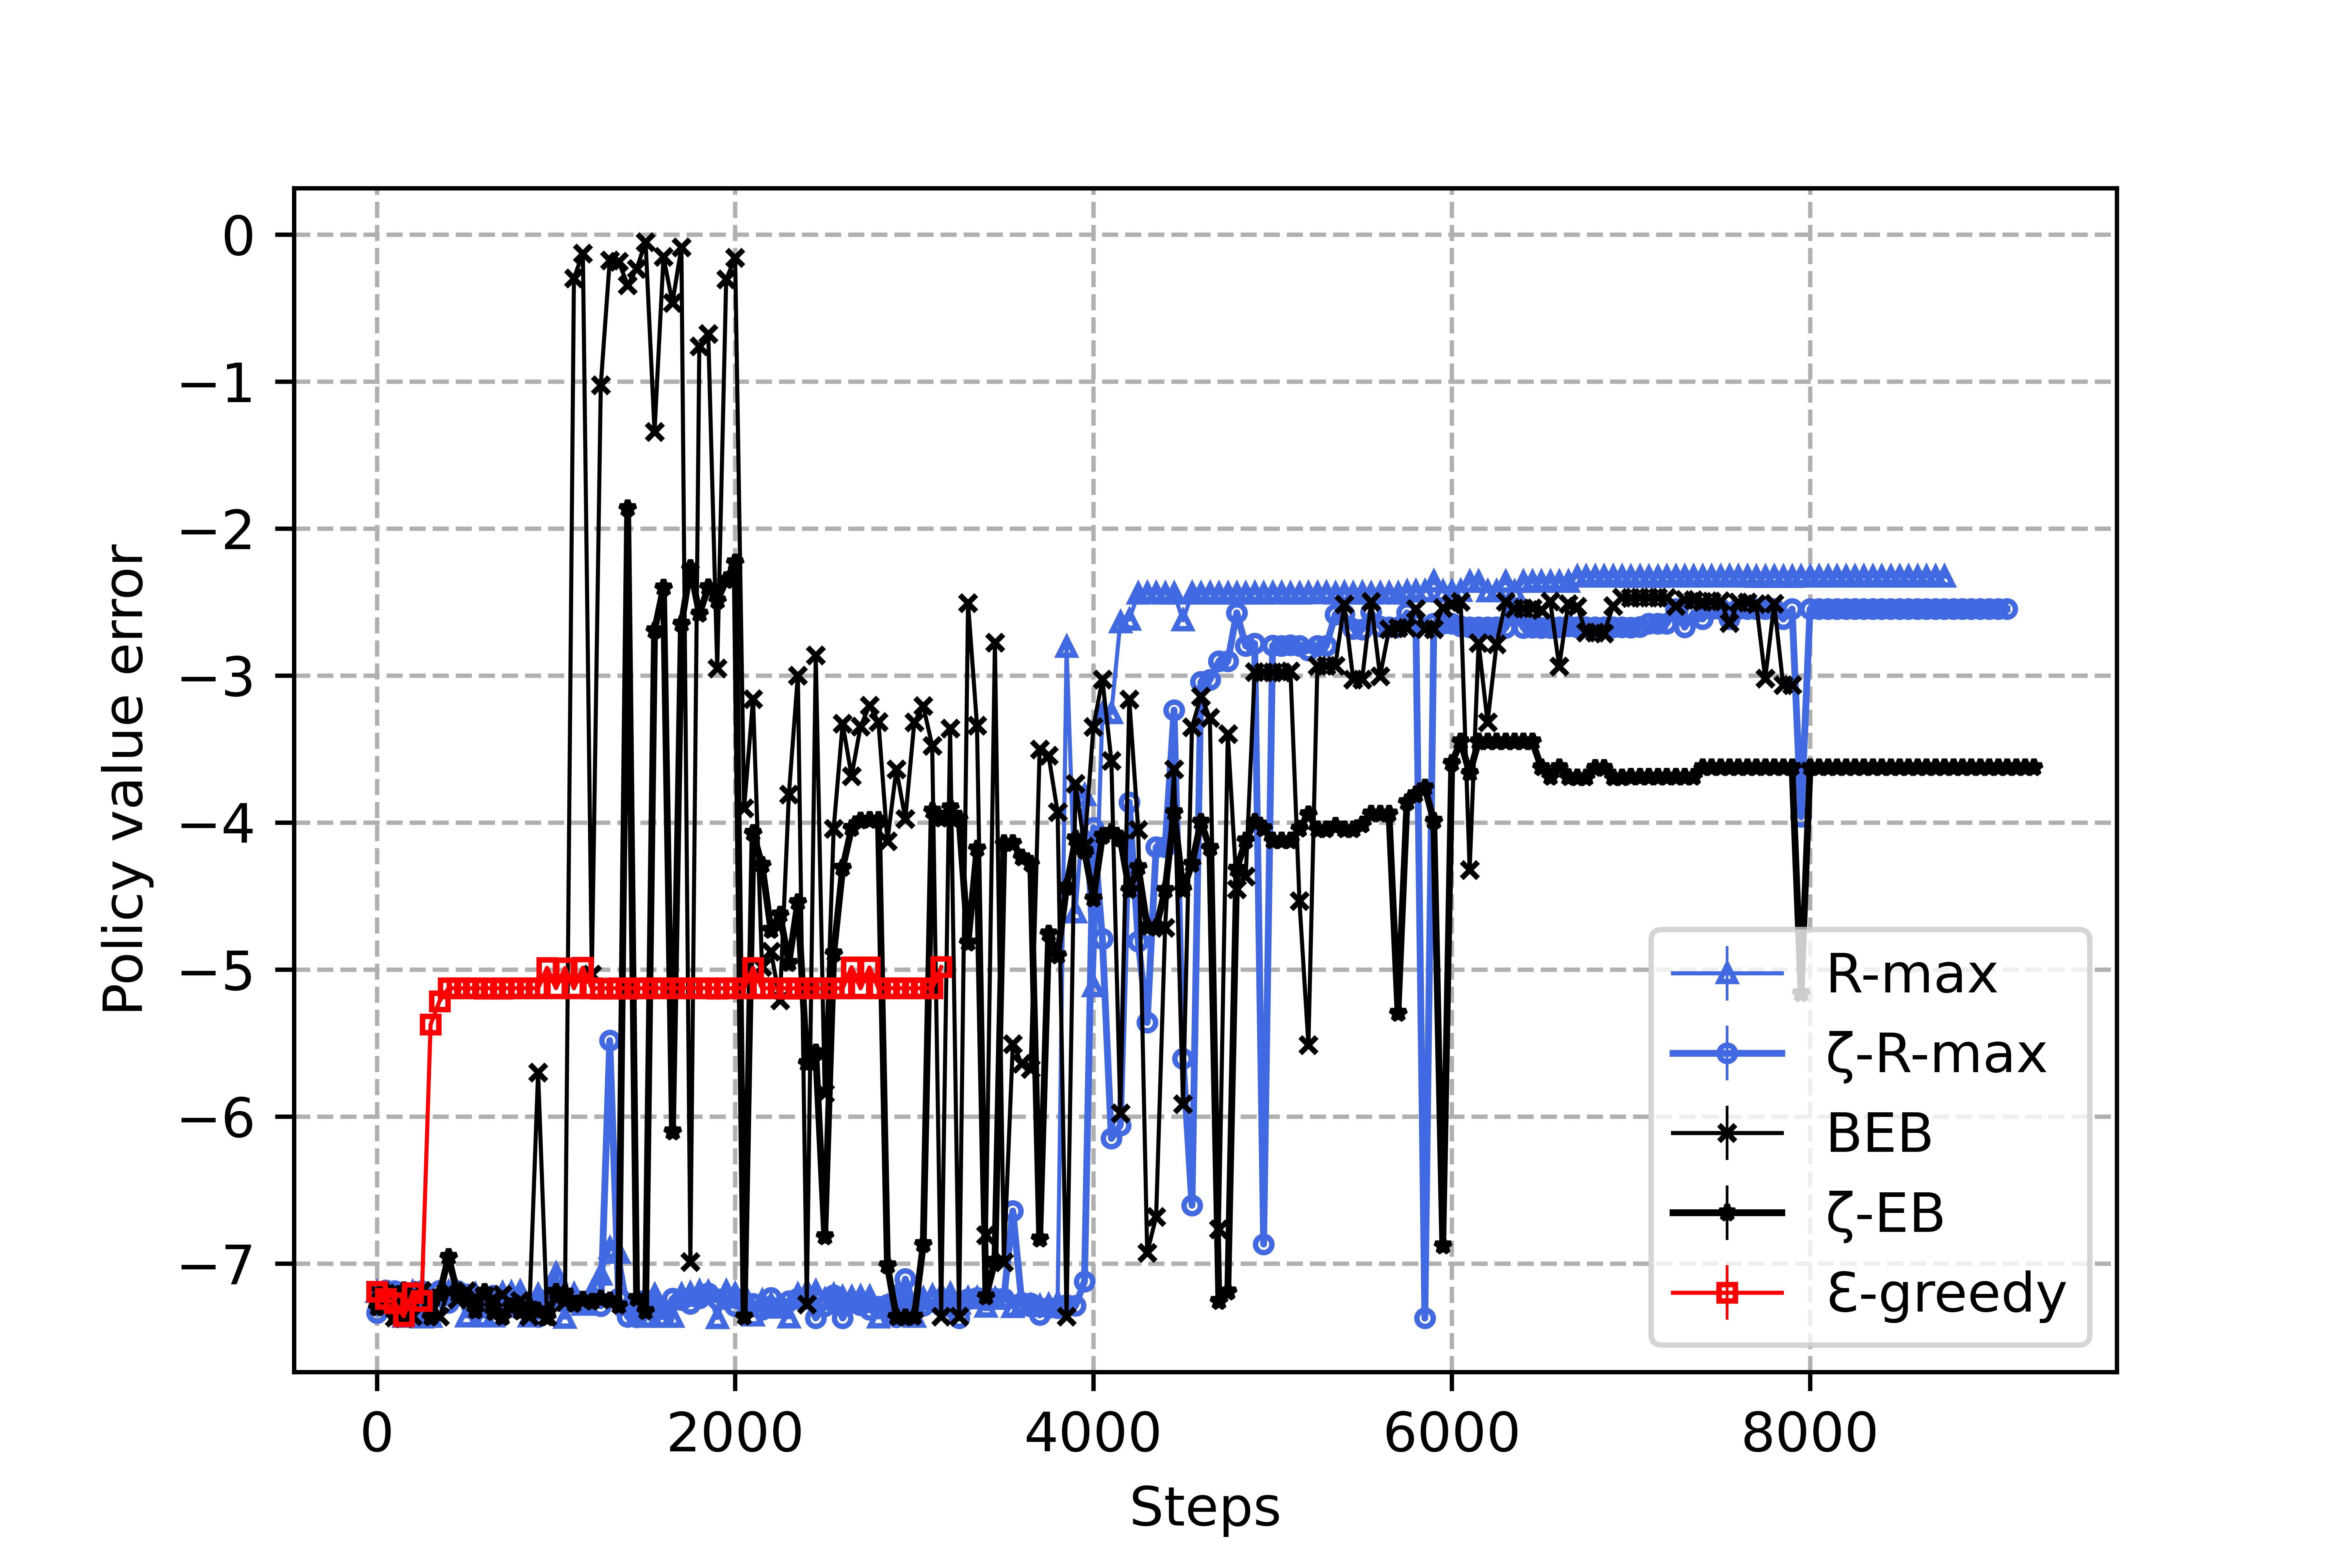 0
−1
−2
−3
−4
−5
−6
−7
Policy value error
0 2000 4000 6000 8000
Steps
R-max
ζ-R-max
BEB
ζ-EB
Ɛ-greedy